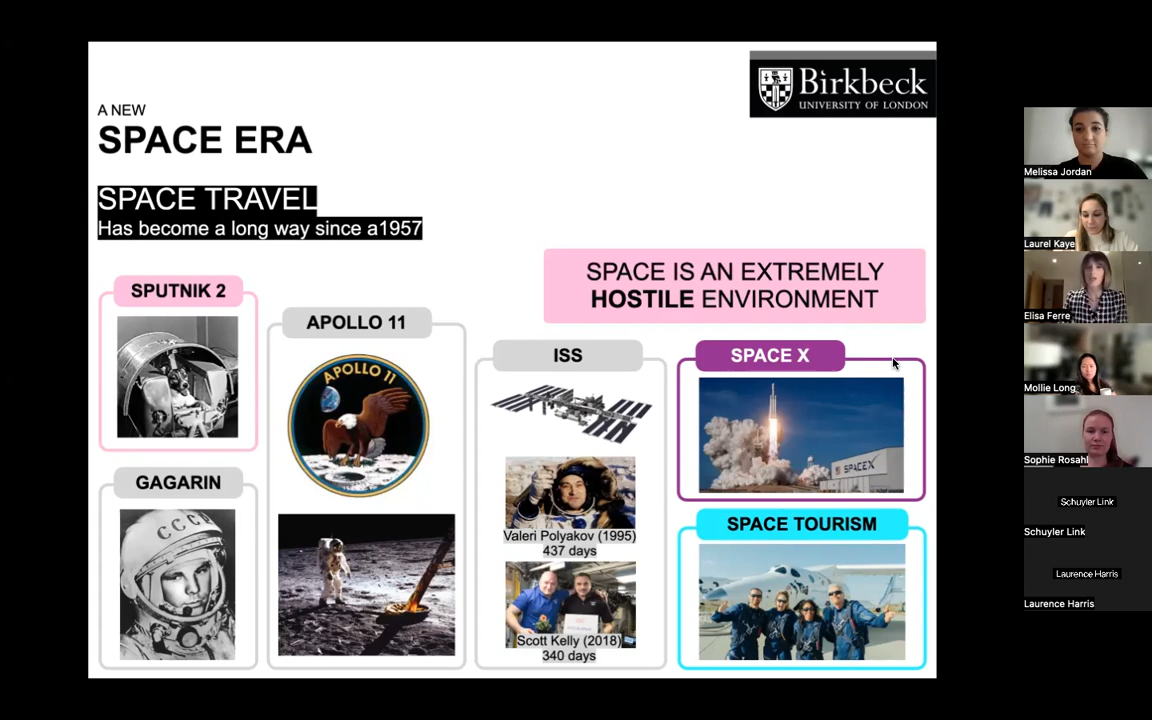 Birkbeck
UNIVERSITY OF LONDON
A NEW
SPACE ERA
SPACE TRAVEL
Has become a long way since a1957
SPACE IS AN EXTREMELY
HOSTILE ENVIRONMENT
SPUTNIK 2
GAGARIN
CCCP
APOLLO 11
APOLLO 11
ISS
Valeri Polyakov (1995)
437 days
Scott Kelly (2018)
340 days
SPACE X
SPACEX
SPACE TOURISM
Melissa Jordan
Laurel Kaye
Elisa Ferre
Mollie Long
Sophie Rosahl
Schuyler Link
Schuyler Link
Laurence Harris
Laurence Harris